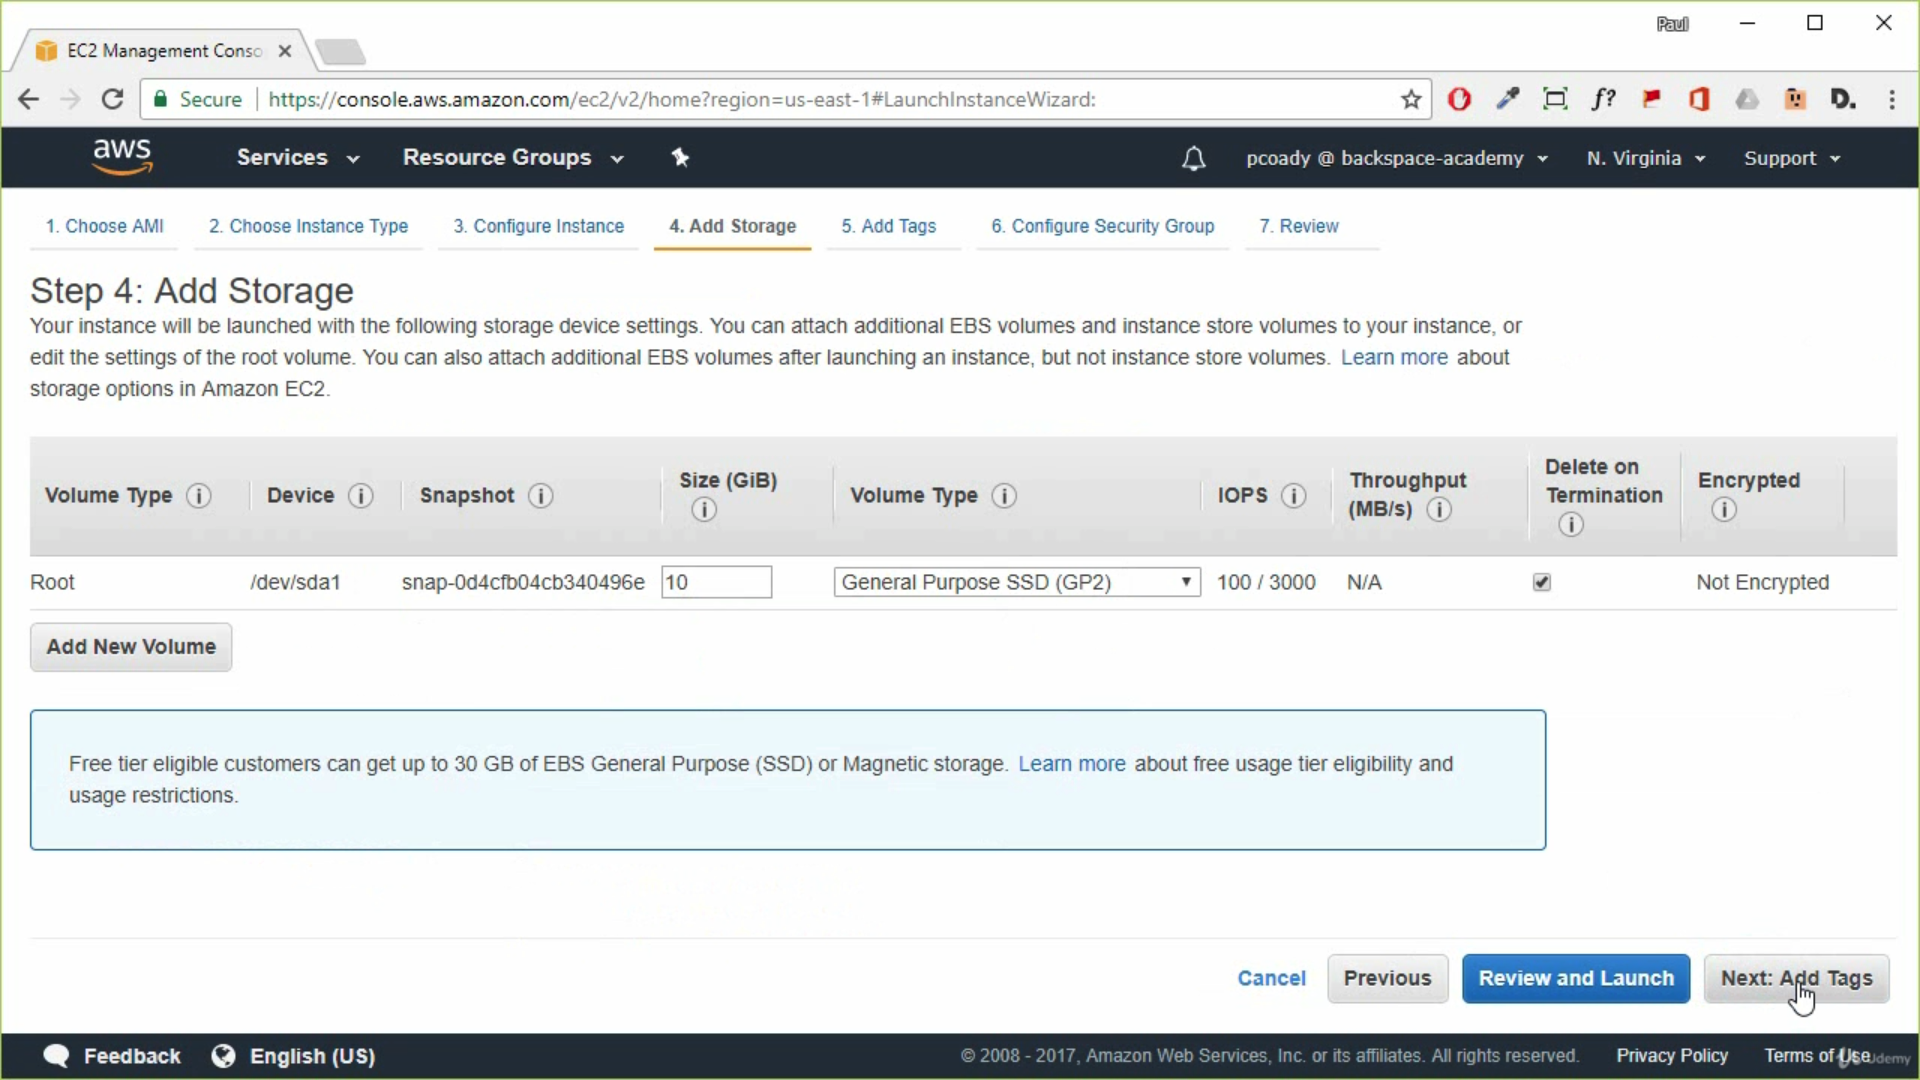 Paul
EC2 Management Conso
Secure https://console.aws.amazon.com/ec2/v2/home?region=us-east-1#LaunchInstanceWizard:
f?
D.
aws Services Resource Groups pcoady @ backspace-academy N. Virginia Support
1. Choose AMI 2. Choose Instance Type 3. Configure Instance 4. Add Storage 5. Add Tags 6. Configure Security Group 7. Review
Step 4: Add Storage
Your instance will be launched with the following storage device settings. You can attach additional EBS volumes and instance store volumes to your instance, or
edit the settings of the root volume. You can also attach additional EBS volumes after launching an instance, but not instance store volumes. Learn more about
storage options in Amazon EC2.
Volume Type i Device i Snapshot i Size (GiB) i Volume Type i IOPS i Throughput (MB/s) i Delete on Termination i Encrypted i
Root /dev/sda1 snap-0d4cfb04cb340496e 10 General Purpose SSD (GP2) 100 / 3000 N/A Not Encrypted
Add New Volume
Free tier eligible customers can get up to 30 GB of EBS General Purpose (SSD) or Magnetic storage. Learn more about free usage tier eligibility and
usage restrictions.
Cancel Previous Review and Launch Next: Add Tags
Feedback English (US) © 2008 - 2017, Amazon Web Services, Inc. or its affiliates. All rights reserved. Privacy Policy Terms of Use
Udemy